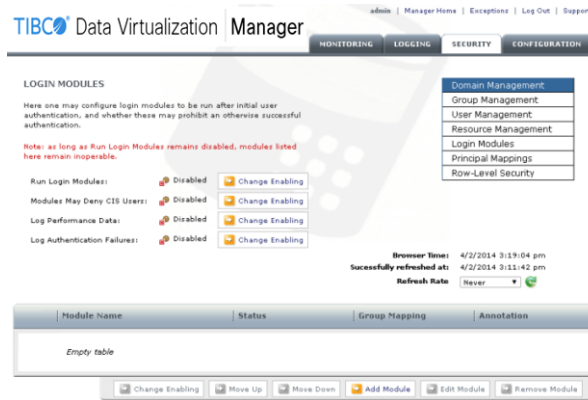 admin | Manager Home | Exceptions | Log Out | Suppor
TIBCO Data Virtualization | Manager
MONITORING LOGGING SECURITY CONFIGURATION
LOGIN MODULES
Here one may configure login modules to be run
after initial user
authentication, and whether these may prohibit an otherwise successful
authentication.
Note: as long as Run Login Modules remains disabled, modules listed
here remain inoperable.
Domain Management
Group Management
User Management
Resource Management
Login Modules
Principal Mappings
Row-Level Security
Run Login Modules: Disabled Change Enabling
Modules May Deny CIS Users: Disabled Change Enabling
Log Performance Data: Disabled Change Enabling
Log Authentication Failures: Disabled Change Enabling
Browser Time: 4/2/2014 3:19:04 pm
Sucessfully refreshed at: 4/2/2014 3:11:42 pm
Refresh Rate Never
Module Name Status Group Mapping Annotation
Empty table
Change Enabling Move Up Move Down Add Module Edit Module Remove Module